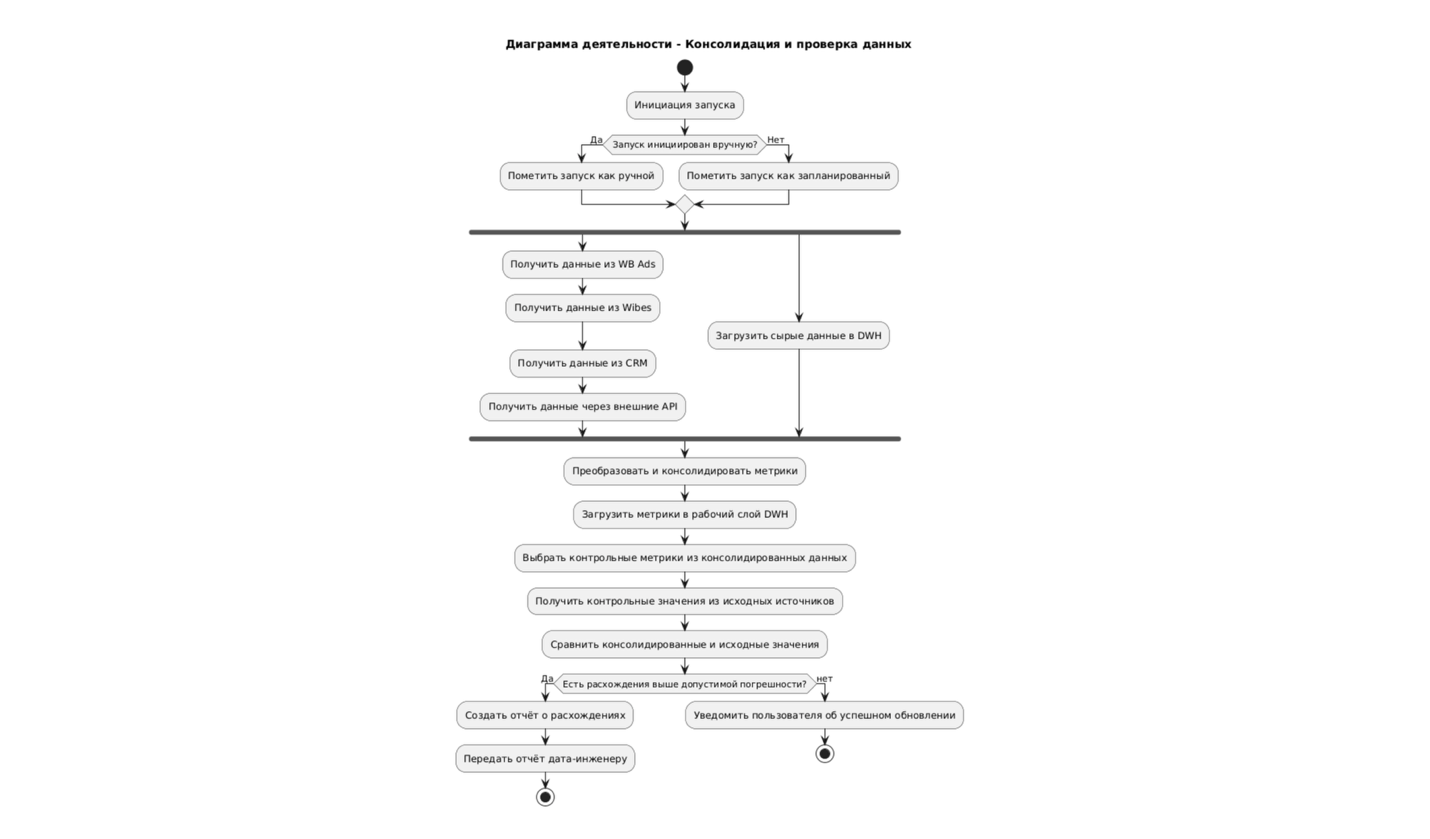 Диаграмма деятельности - Консолидация и проверка данных
Инициация запуска
Да
Запуск инициирован вручную?
Нет
Пометить запуск как ручной
Пометить запуск как запланированный
Получить данные из WB Ads
Получить данные из Wibes
Загрузить сырые данные в DWH
Получить данные из CRM
Получить данные через внешние API
Преобразовать и консолидировать метрики
Загрузить метрики в рабочий слой DWH
Выбрать контрольные метрики из консолидированных данных
Получить контрольные значения из исходных источников
Сравнить консолидированные и исходные значения
Да
Есть расхождения выше допустимой погрешности?
нет
Создать отчёт о расхождениях
Уведомить пользователя об успешном обновлении
Передать отчёт дата-инженеру